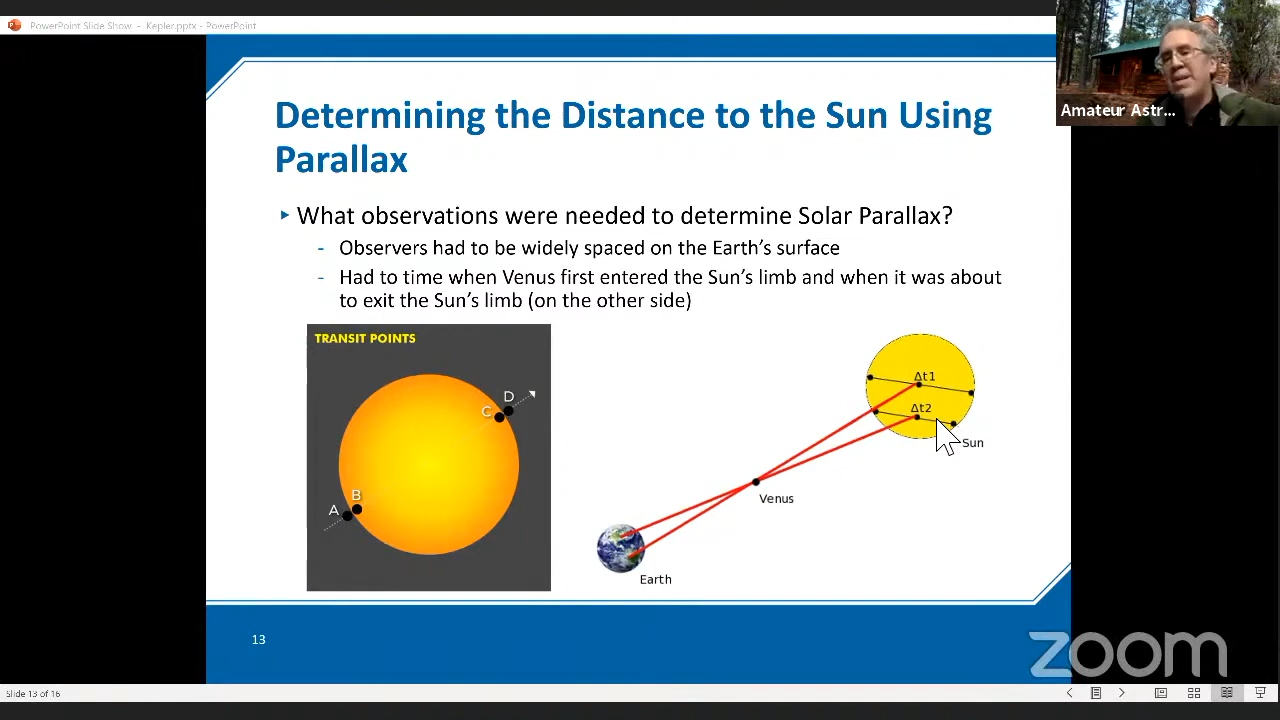 PowerPoint Slide Show - Kepler.pptx - PowerPoint
Amateur Astr...
Determining the Distance to the Sun Using
Parallax
What observations were needed to determine Solar Parallax?
- Observers had to be widely spaced on the Earth's surface
- Had to time when Venus first entered the Sun's limb and when it was about
to exit the Sun's limb (on the other side)
TRANSIT POINTS
A
B
C
D
Δt1
Δt2
Sun
Venus
Earth
13
zoom
Slide 13 of 16